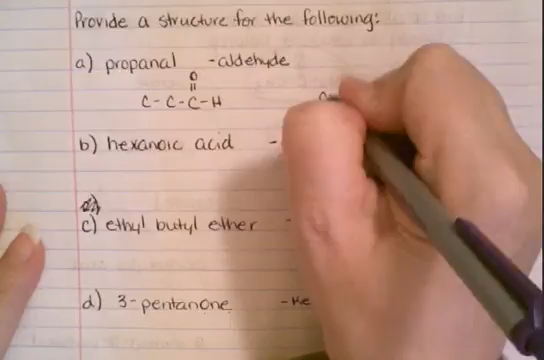 Provide a structure for the following:
a) propanal -aldehyde
O
C-C-C-H
b) hexanoic acid -
c) ethyl butyl ether -
d) 3-pentanone -Ke